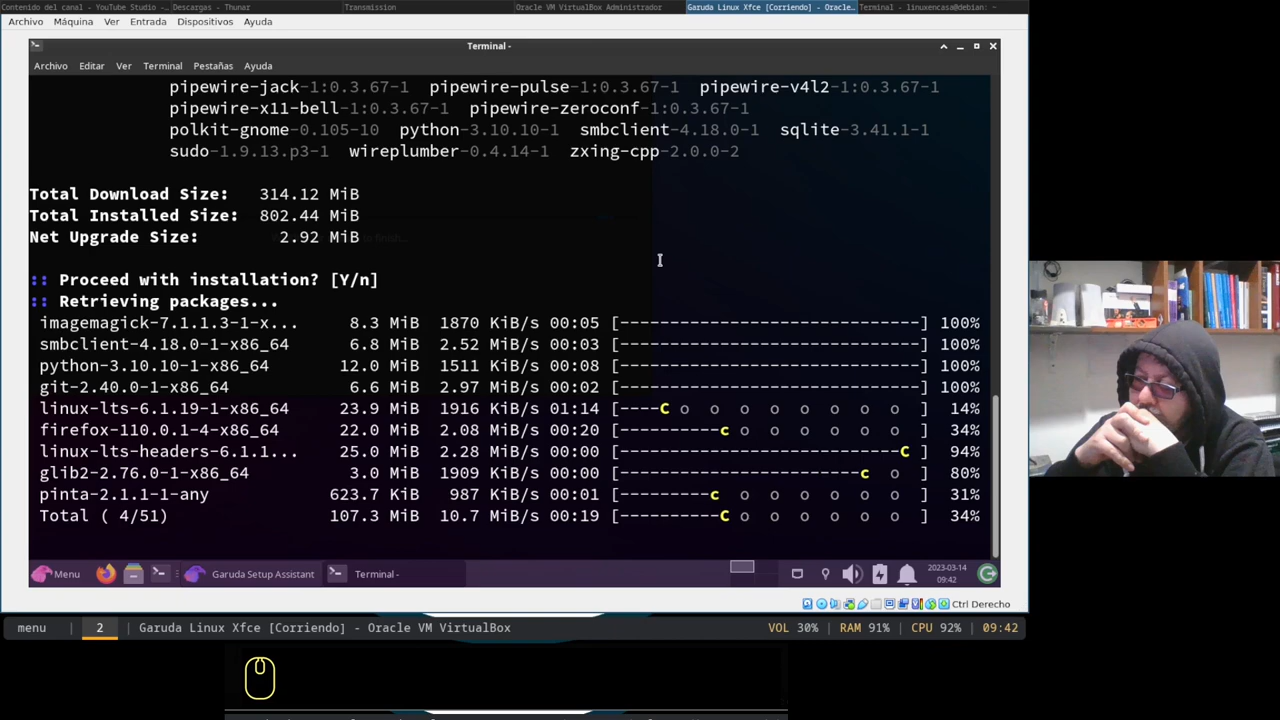 Contenido del canal - YouTube Studio -...
Descargas - Thunar
Transmission
Oracle VM VirtualBox Administrador
Garuda Linux Xfce [Corriendo] - Oracle...
Terminal - linuxencasa@debian: ~
Archivo Máquina Ver Entrada Dispositivos Ayuda
Terminal -
Archivo Editar Ver Terminal Pestañas Ayuda
pipewire-jack-1:0.3.67-1 pipewire-pulse-1:0.3.67-1 pipewire-v4l2-1:0.3.67-1
pipewire-x11-bell-1:0.3.67-1 pipewire-zeroconf-1:0.3.67-1
polkit-gnome-0.105-10 python-3.10.10-1 smbclient-4.18.0-1 sqlite-3.41.1-1
sudo-1.9.13.p3-1 wireplumber-0.4.14-1 zxing-cpp-2.0.0-2
Total Download Size: 314.12 MiB
Total Installed Size: 802.44 MiB
Net Upgrade Size: 2.92 MiB
:: Proceed with installation? [Y/n]
:: Retrieving packages...
imagemagick-7.1.1.3-1-x... 8.3 MiB 1870 KiB/s 00:05 [------------------------------] 100%
smbclient-4.18.0-1-x86_64 6.8 MiB 2.52 MiB/s 00:03 [------------------------------] 100%
python-3.10.10-1-x86_64 12.0 MiB 1511 KiB/s 00:08 [------------------------------] 100%
git-2.40.0-1-x86_64 6.6 MiB 2.97 MiB/s 00:02 [------------------------------] 100%
linux-lts-6.1.19-1-x86_64 23.9 MiB 1916 KiB/s 01:14 [----C o o o o o o o o ] 14%
firefox-110.0.1-4-x86_64 22.0 MiB 2.08 MiB/s 00:20 [----------c o o o o o o ] 34%
linux-lts-headers-6.1.1... 25.0 MiB 2.28 MiB/s 00:00 [----------------------------C ] 94%
glib2-2.76.0-1-x86_64 3.0 MiB 1909 KiB/s 00:00 [------------------------c o ] 80%
pinta-2.1.1-1-any 623.7 KiB 987 KiB/s 00:01 [---------c o o o o o o ] 31%
Total ( 4/51) 107.3 MiB 10.7 MiB/s 00:19 [----------C o o o o o o ] 34%
Menu
Garuda Setup Assistant
Terminal -
2023-03-14
09:42
Ctrl Derecho
menu | 2 | Garuda Linux Xfce [Corriendo] - Oracle VM VirtualBox
VOL 30% | RAM 91% | CPU 92% | 09:42